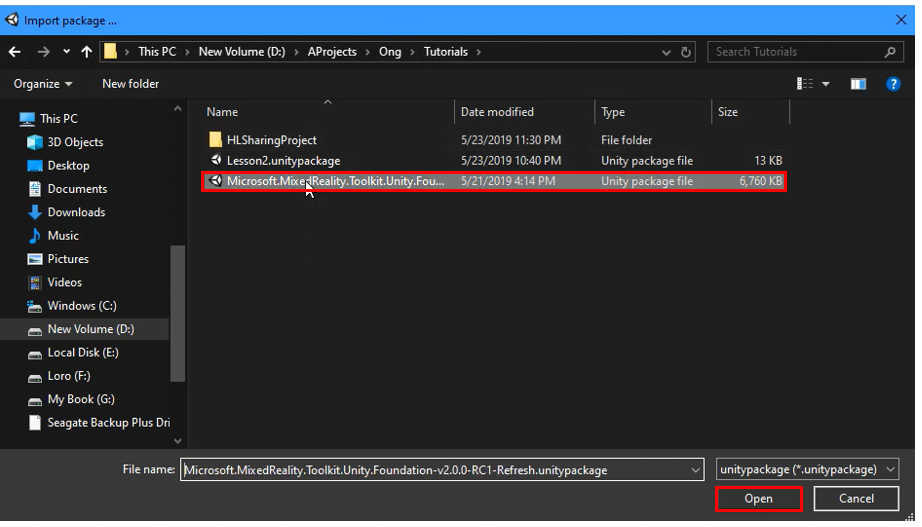 Import package ...
This PC > New Volume (D:) > AProjects > Ong > Tutorials >
Search Tutorials
Organize
New folder
?
Name
Date modified
Type
Size
This PC
3D Objects
Desktop
Documents
Downloads
Music
Pictures
Videos
Windows (C:)
New Volume (D:)
Local Disk (E:)
Loro (F:)
My Book (G:)
Seagate Backup Plus Dri
HLSharingProject 5/23/2019 11:30 PM File folder
Lesson2.unitypackage 5/23/2019 10:40 PM Unity package file 13 KB
Microsoft.MixedReality.Toolkit.Unity.Fou... 5/21/2019 4:14 PM Unity package file 6,760 KB
File name: Microsoft.MixedReality.Toolkit.Unity.Foundation-v2.0.0-RC1-Refresh.unitypackage
unitypackage (*.unitypackage)
Open
Cancel